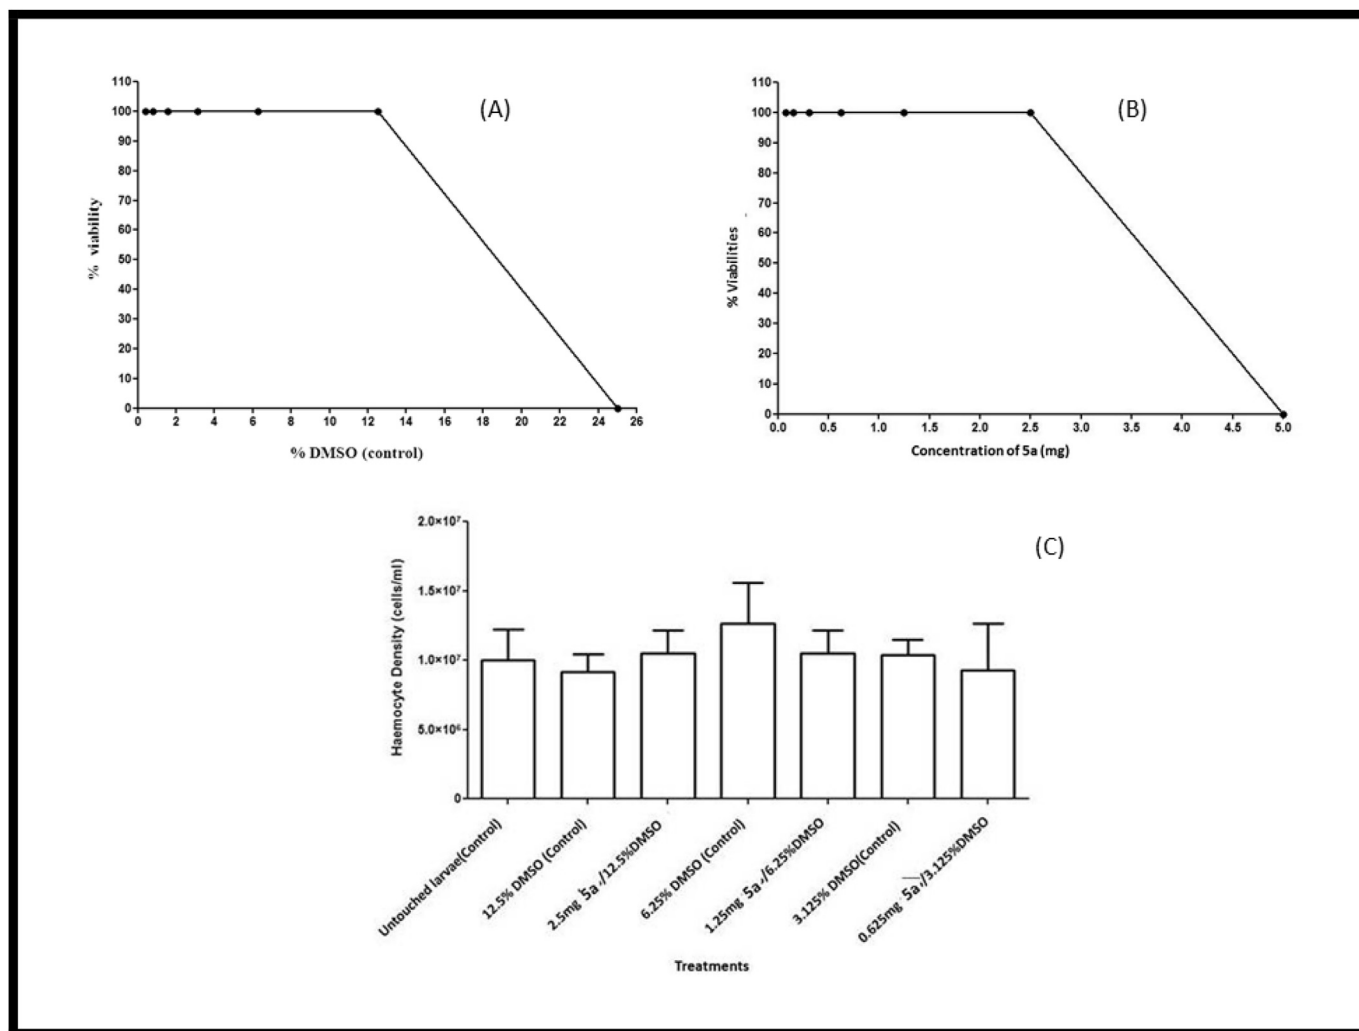 (A)
110
100
90
80
70
60
50
40
30
20
10
0
% viability
0 2 4 6 8 10 12 14 16 18 20 22 24 26
% DMSO (control)
(B)
110
100
90
80
70
60
50
40
30
20
10
0
% Viabilities
0.0 0.5 1.0 1.5 2.0 2.5 3.0 3.5 4.0 4.5 5.0
Concentration of 5a (mg)
(C)
2.0×10⁷
1.5×10⁷
1.0×10⁷
5.0×10⁶
0
Haemocyte Density (cells/ml)
Untouched larvae(Control)
12.5% DMSO (Control)
2.5mg 5a /12.5%DMSO
6.25% DMSO (Control)
1.25mg 5a /6.25%DMSO
3.125% DMSO(Control)
0.625mg 5a /3.125%DMSO
Treatments